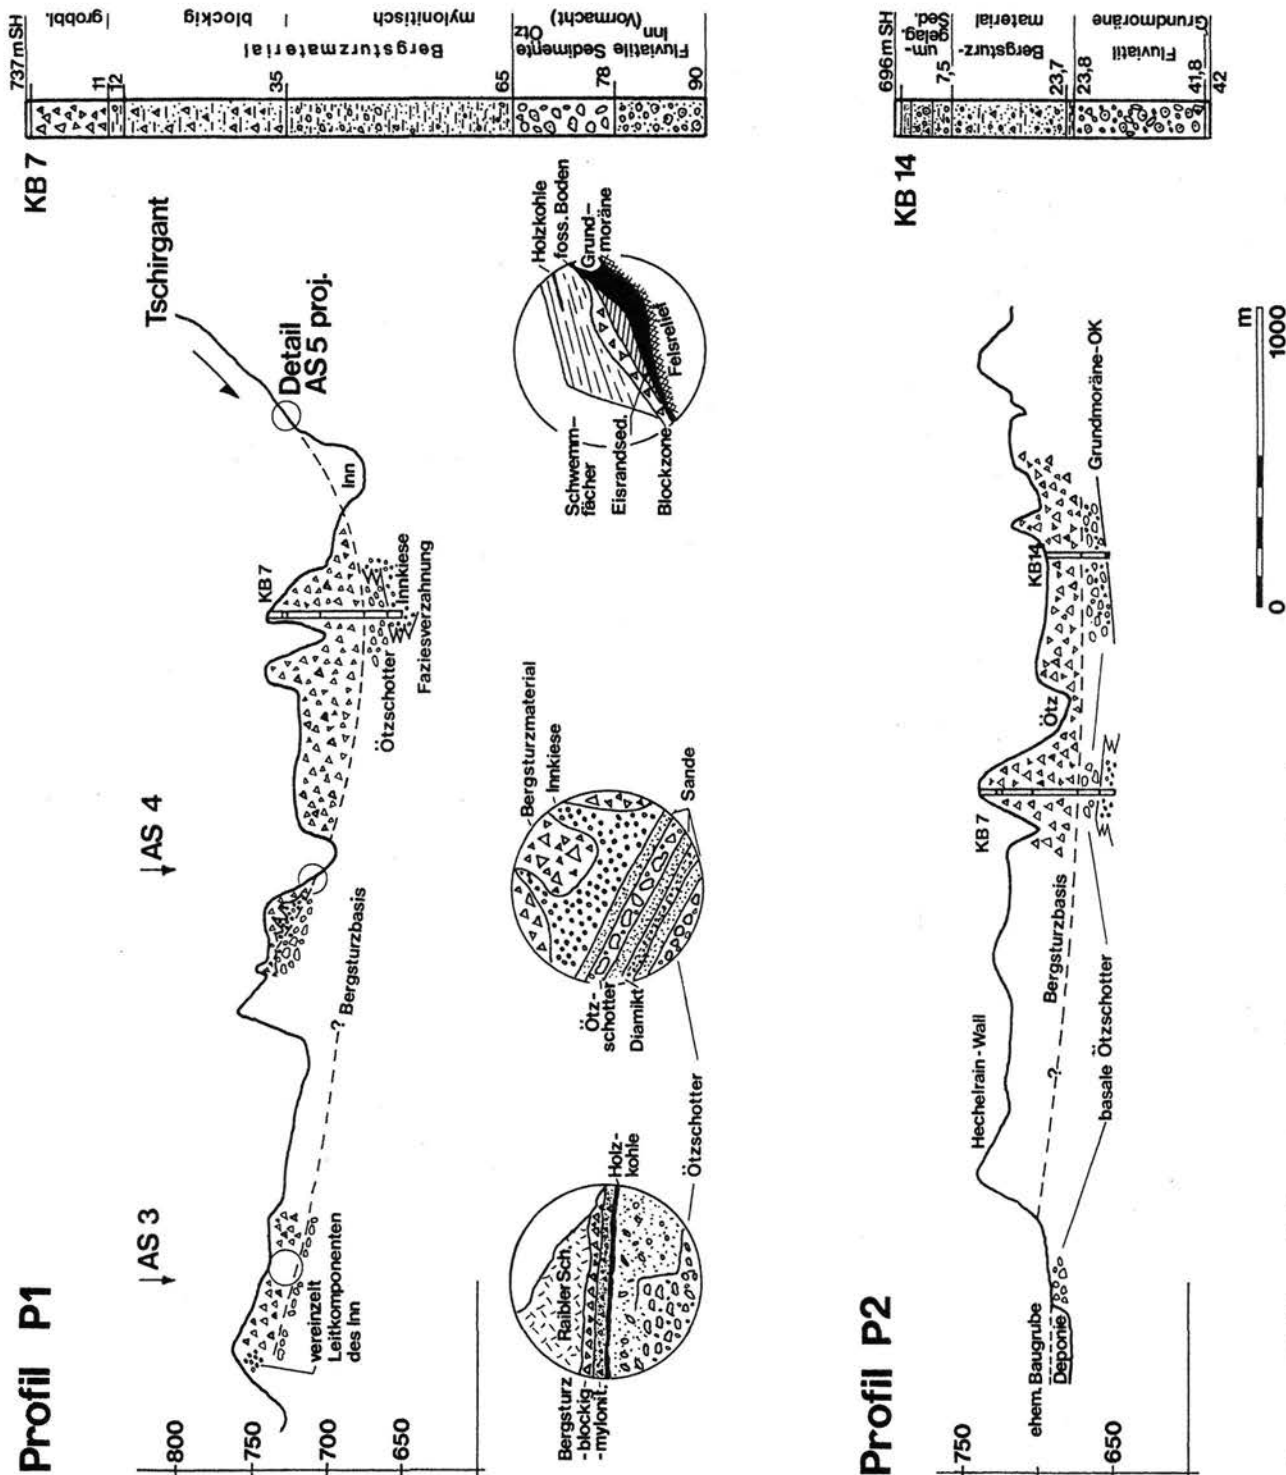 Profil P1
800
750
700
650
AS 3
AS 4
vereinzelt
Leitkomponenten
des Inn
? Bergsturzbasis
Ötzschotter
KB 7
Innkiese
Faziesverzahnung
Inn
Detail
AS 5 proj.
Tschirgant
Bergsturz
-blockig
-mylonit.
Raibler Sch.
Holz-
kohle
Ötzschotter
Ötz-
schotter
Diamikt
Bergsturzmaterial
Innkiese
Sande
Schwemm-
fächer
Eisrandsed.
Blockzone
Felsrelief
Holzkohle
foss. Boden
Grund-
moräne
KB 7
737 m SH
11
12
35
65
78
90
grobbl.
blockig
mylonitisch
Bergsturzmaterial
Fluviatile Sedimente
Ötz
Inn
(Vormacht)
Profil P2
750
650
ehem. Baugrube
Deponie
Hechelrain-Wall
? Bergsturzbasis
basale Ötzschotter
KB 7
Ötz
KB14
Grundmoräne-OK
0
1000
m
KB 14
696 m SH
7,5
23,7
23,8
41,8
42
um-
gelag.
Sed.
Bergsturz-
material
Fluviatil
Grundmoräne